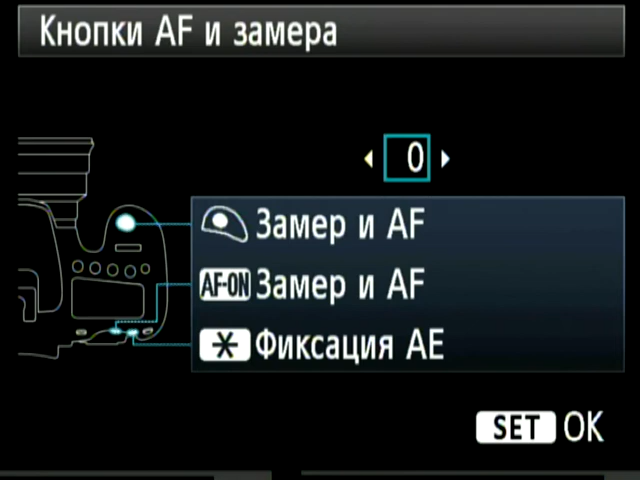 Кнопки AF и замера
0
Замер и AF
AF-ON Замер и AF
* Фиксация AE
SET OK